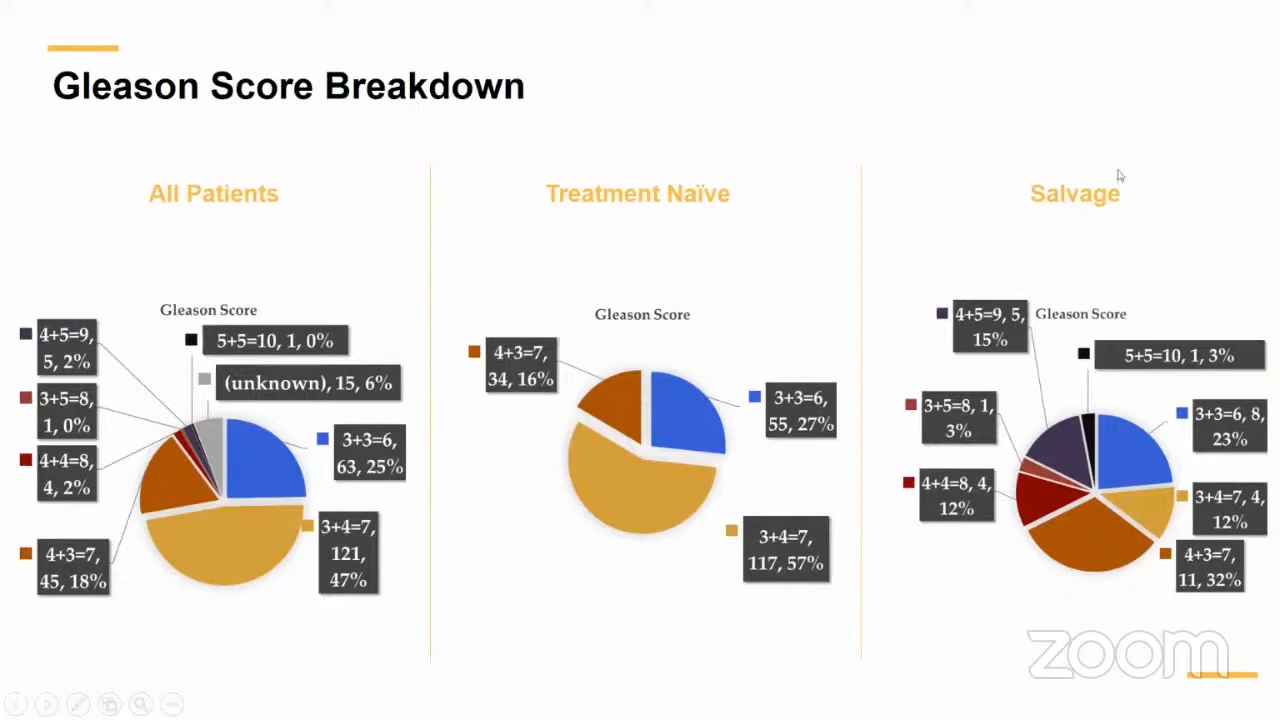 Gleason Score Breakdown
All Patients
Gleason Score
4+5=9,
5, 2%
5+5=10, 1, 0%
(unknown), 15, 6%
3+5=8,
1, 0%
3+3=6,
63, 25%
4+4=8,
4, 2%
3+4=7,
121,
47%
4+3=7,
45, 18%
Treatment Naïve
Gleason Score
4+3=7,
34, 16%
3+3=6,
55, 27%
3+4=7,
117, 57%
Salvage
4+5=9, 5,
15%
Gleason Score
5+5=10, 1, 3%
3+5=8, 1,
3%
3+3=6, 8,
23%
4+4=8, 4,
12%
3+4=7, 4,
12%
4+3=7,
11, 32%
zoom